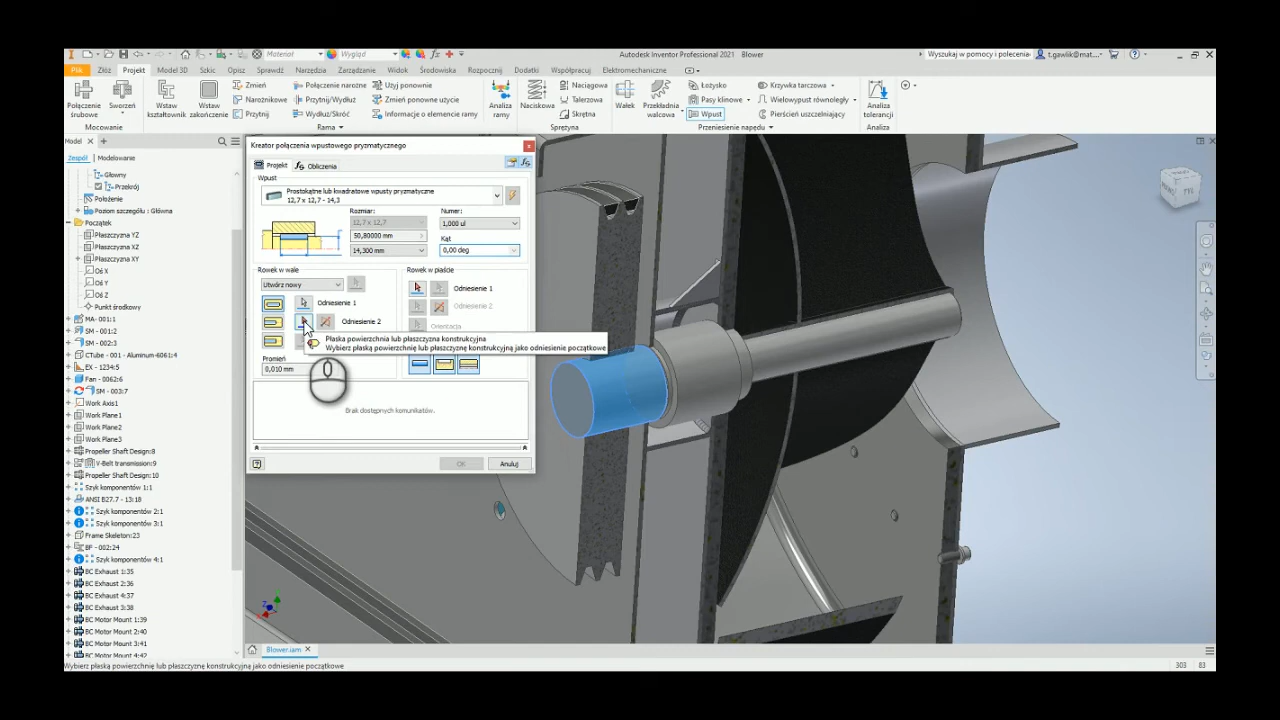 Material
Wygląd
Autodesk Inventor Professional 2021 Blower
Wyszukaj w pomocy i polecenia
t.gawlik@mat...
Plik Złóż Projekt Model 3D Szkic Opisz Sprawdź Narzędzia Zarządzanie Widok Środowiska Rozpocznij Dodatki Współpracuj Elektromechaniczne
Połączenie śrubowe
Sworzeń
Mocowanie
Wstaw kształtownik
Wstaw zakończenie
Zmień
Narożnikowe
Przytnij
Połączenie narożne
Przytnij/Wydłuż
Wydłuż/Skróć
Użyj ponownie
Zmień ponowne użycie
Informacje o elemencie ramy
Rama
Analiza ramy
Naciskowa
Naciągowa
Talerzowa
Skrętna
Sprężyna
Wałek
Przekładnia walcowa
Łożysko
Pasy klinowe
Wpust
Krzywka tarczowa
Wielowypust równoległy
Pierścień uszczelniający
Przeniesienie napędu
Analiza tolerancji
Analiza
Model
Zespół Modelowanie
Główny
Przekrój
Położenie
Poziom szczegółu : Główna
Początek
Płaszczyzna YZ
Płaszczyzna XZ
Płaszczyzna XY
Oś X
Oś Y
Oś Z
Punkt środkowy
MA- 001:1
SM - 001:2
SM - 002:3
CTube - 001 - Aluminum-6061:4
EX - 1234:5
Fan - 0062:6
SM - 003:7
Work Axis1
Work Plane1
Work Plane2
Work Plane3
Propeller Shaft Design:8
V-Belt transmission:9
Propeller Shaft Design:10
Szyk komponentów 1:1
ANSI B27.7 - 13:18
Szyk komponentów 2:1
Szyk komponentów 3:1
Frame Skeleton:23
BF - 002:24
Szyk komponentów 4:1
BC Exhaust 1:35
BC Exhaust 2:36
BC Exhaust 4:37
BC Exhaust 3:38
BC Motor Mount 1:39
BC Motor Mount 2:40
BC Motor Mount 3:41
BC Motor Mount 4:42
Kreator połączenia wpustowego pryzmatycznego
Projekt Obliczenia
Wpust
Prostokątne lub kwadratowe wpusty pryzmatyczne
12,7 x 12,7 - 14,3
Rozmiar:
12,7 x 12,7
50,80000 mm
14,300 mm
Numer:
1,000 ul
Kąt
0,00 deg
Rowek w wale
Utwórz nowy
Odniesienie 1
Odniesienie 2
Promień
0,010 mm
Rowek w piaście
Odniesienie 1
Odniesienie 2
Orientacja
Płaska powierzchnia lub płaszczyzna konstrukcyjna
Wybierz płaską powierzchnię lub płaszczyznę konstrukcyjną jako odniesienie początkowe
Brak dostępnych komunikatów.
OK Anuluj
Blower.iam
Wybierz płaską powierzchnię lub płaszczyznę konstrukcyjną jako odniesienie początkowe
303 83